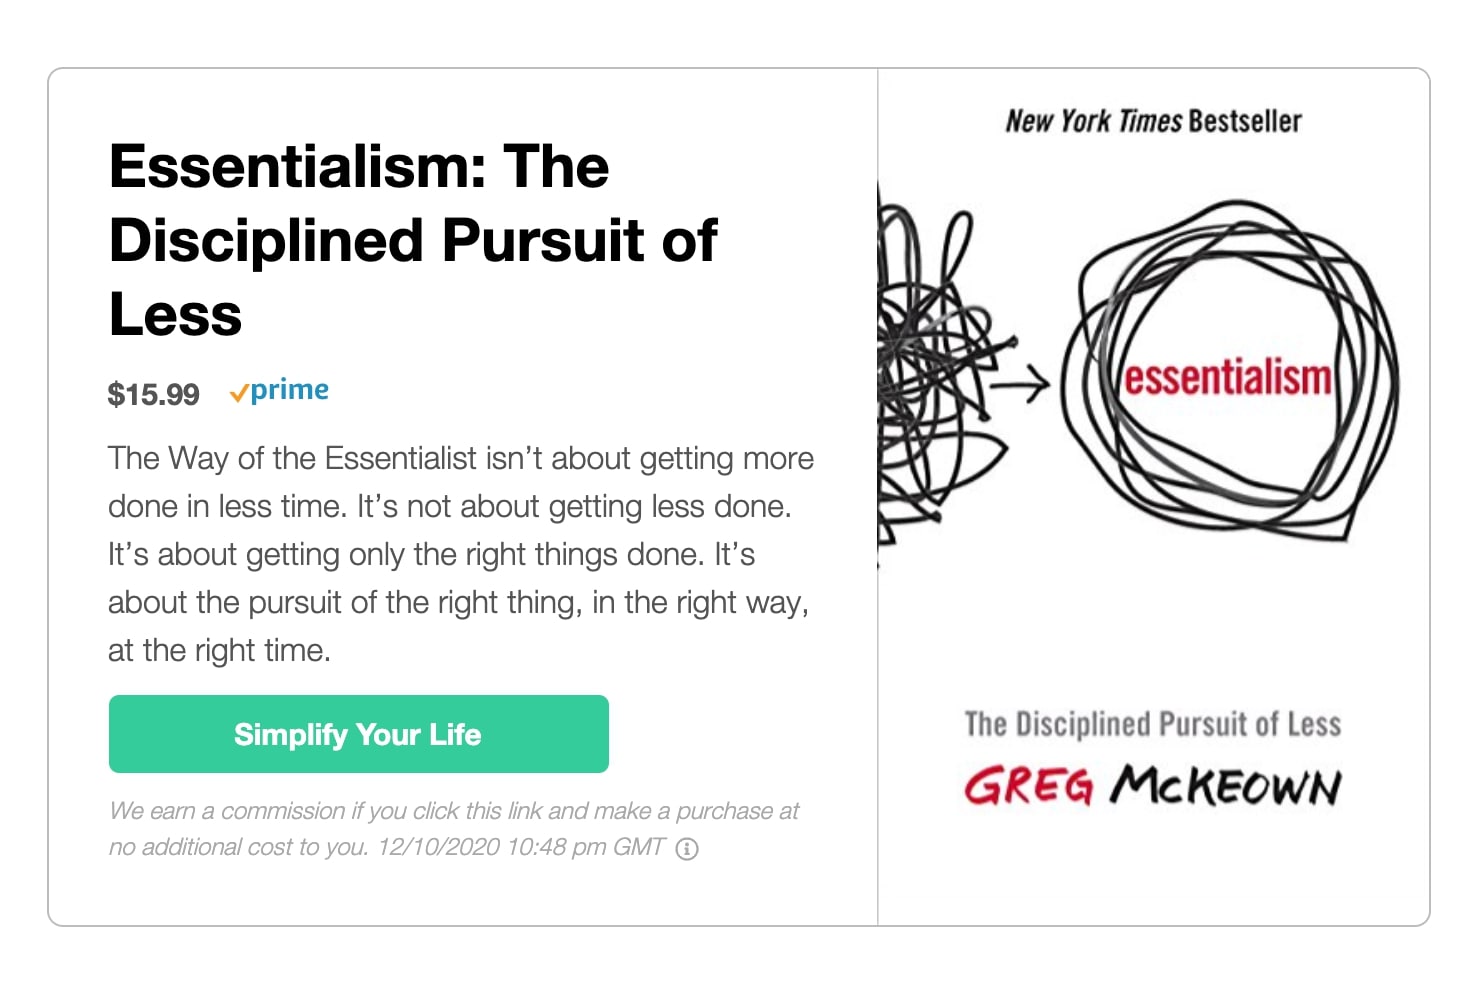 Essentialism: The
Disciplined Pursuit of
Less
$15.99 prime
The Way of the Essentialist isn’t about getting more
done in less time. It’s not about getting less done.
It’s about getting only the right things done. It’s
about the pursuit of the right thing, in the right way,
at the right time.
Simplify Your Life
We earn a commission if you click this link and make a purchase at
no additional cost to you. 12/10/2020 10:48 pm GMT
New York Times Bestseller
essentialism
The Disciplined Pursuit of Less
GREG McKEOWN